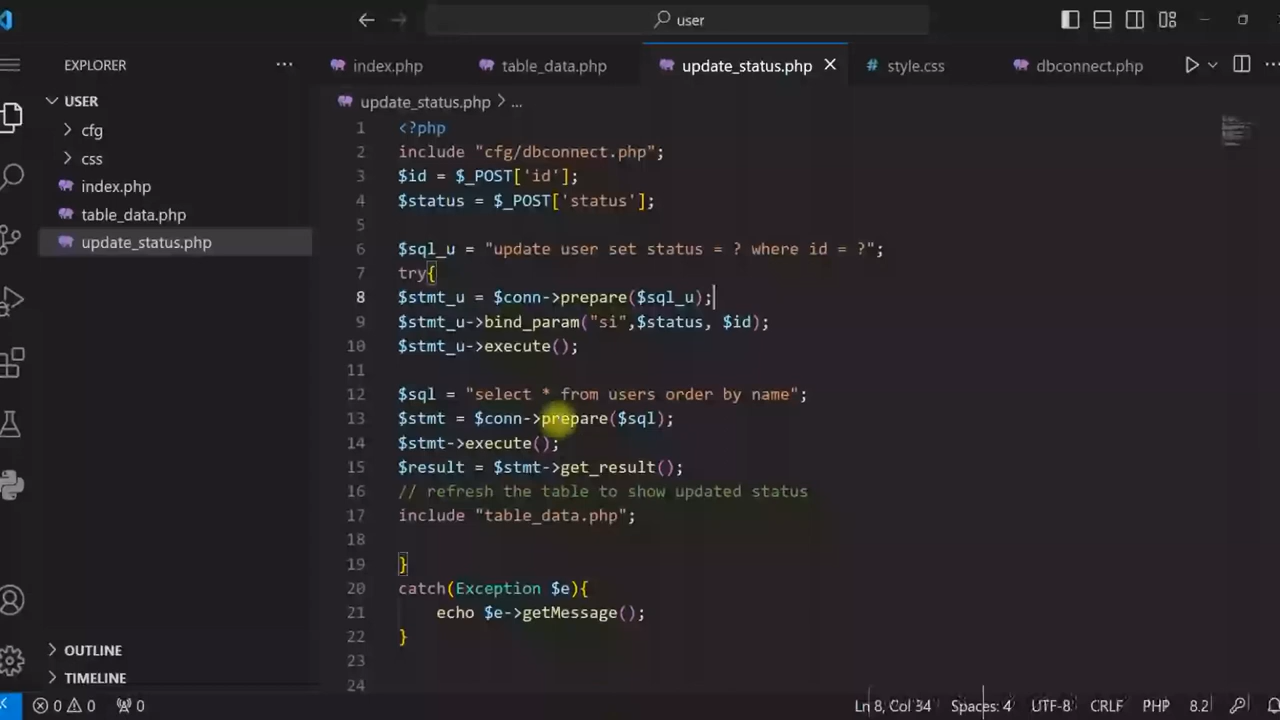 user
EXPLORER
index.php
table_data.php
update_status.php
style.css
dbconnect.php
USER
cfg
css
index.php
table_data.php
update_status.php
OUTLINE
TIMELINE
update_status.php > ...
1 <?php
2 include "cfg/dbconnect.php";
3 $id = $_POST['id'];
4 $status = $_POST['status'];
5
6 $sql_u = "update user set status = ? where id = ?";
7 try{
8 $stmt_u = $conn->prepare($sql_u);
9 $stmt_u->bind_param("si",$status, $id);
10 $stmt_u->execute();
11
12 $sql = "select * from users order by name";
13 $stmt = $conn->prepare($sql);
14 $stmt->execute();
15 $result = $stmt->get_result();
16 // refresh the table to show updated status
17 include "table_data.php";
18
19 }
20 catch(Exception $e){
21 echo $e->getMessage();
22 }
23
24
0 0 0
Ln 8, Col 34 Spaces: 4 UTF-8 CRLF PHP 8.2